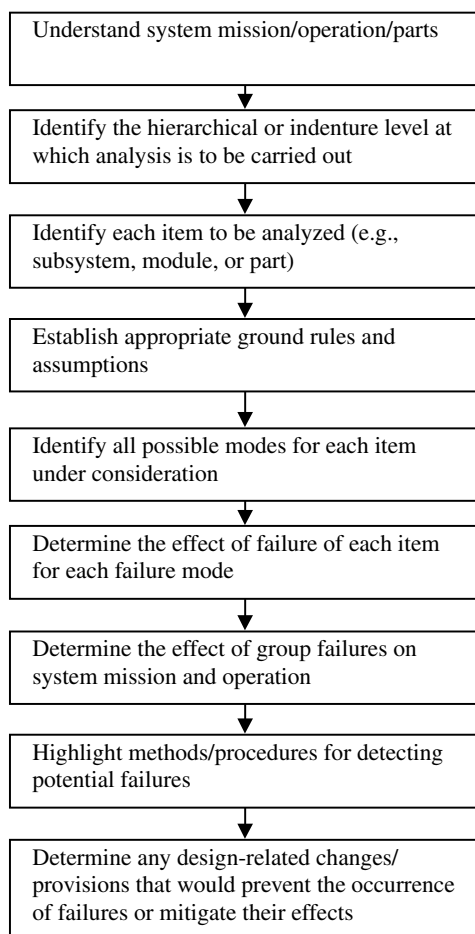 Understand system mission/operation/parts
Identify the hierarchical or indenture level at
which analysis is to be carried out
Identify each item to be analyzed (e.g.,
subsystem, module, or part)
Establish appropriate ground rules and
assumptions
Identify all possible modes for each item
under consideration
Determine the effect of failure of each item
for each failure mode
Determine the effect of group failures on
system mission and operation
Highlight methods/procedures for detecting
potential failures
Determine any design-related changes/
provisions that would prevent the occurrence
of failures or mitigate their effects